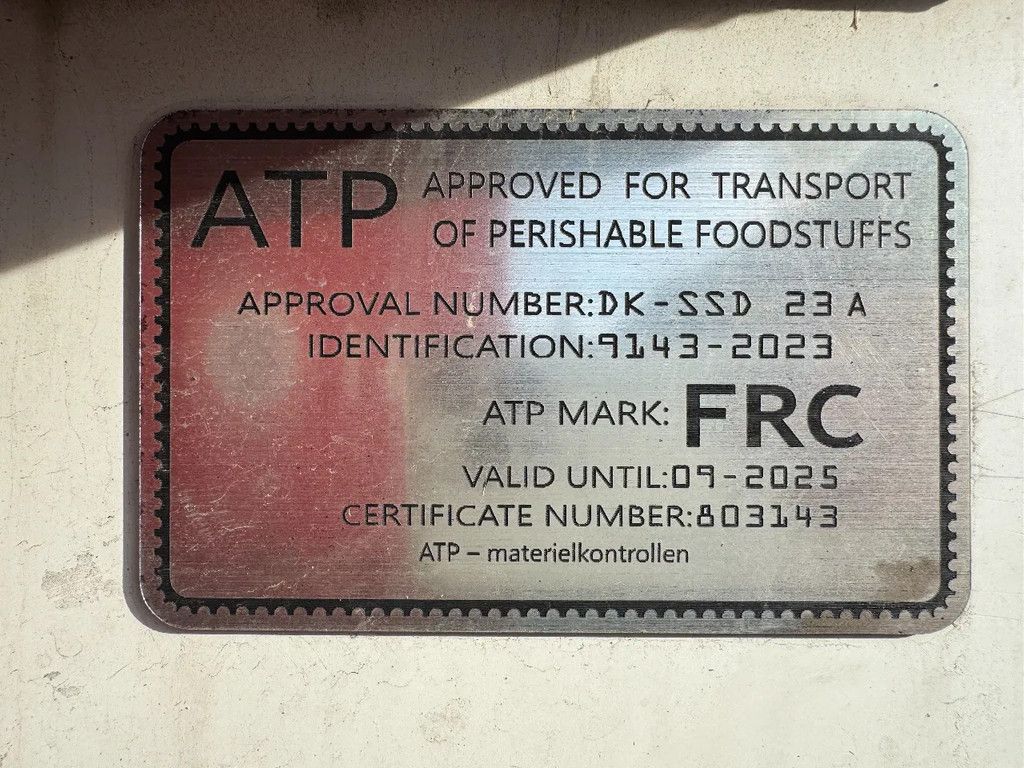 ATP APPROVED FOR TRANSPORT
OF PERISHABLE FOODSTUFFS
APPROVAL NUMBER:DK-SSD 23 A
IDENTIFICATION:9143-2023
ATP MARK: FRC
VALID UNTIL:09-2025
CERTIFICATE NUMBER:803143
ATP – materielkontrollen